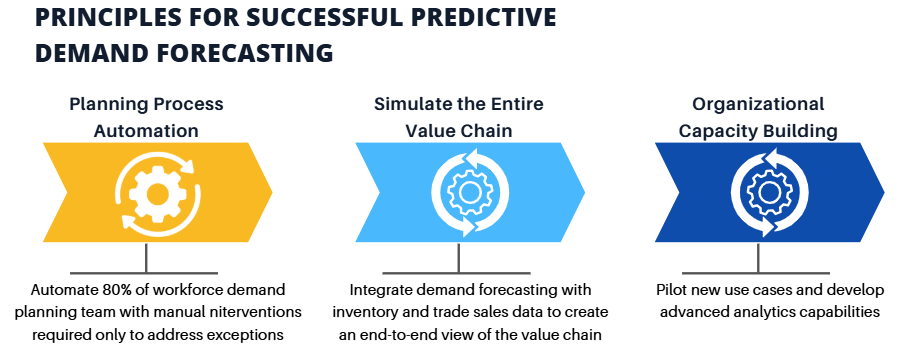 PRINCIPLES FOR SUCCESSFUL PREDICTIVE
DEMAND FORECASTING
Planning Process
Automation
Automate 80% of workforce demand
planning team with manual niterventions
required only to address exceptions
Simulate the Entire
Value Chain
Integrate demand forecasting with
inventory and trade sales data to create
an end-to-end view of the value chain
Organizational
Capacity Building
Pilot new use cases and develop
advanced analytics capabilities